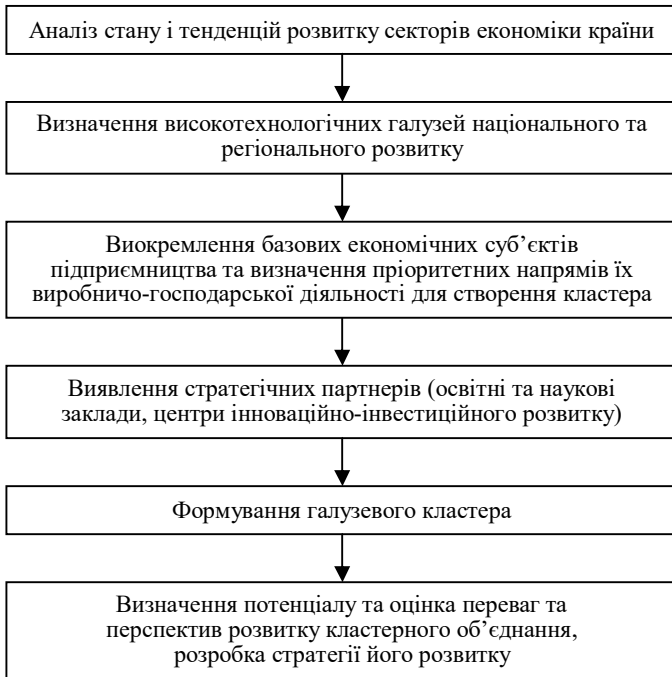 Аналіз стану і тенденцій розвитку секторів економіки країни
Визначення високотехнологічних галузей національного та
регіонального розвитку
Виокремлення базових економічних суб’єктів
підприємництва та визначення пріоритетних напрямів їх
виробничо-господарської діяльності для створення кластера
Виявлення стратегічних партнерів (освітні та наукові
заклади, центри інноваційно-інвестиційного розвитку)
Формування галузевого кластера
Визначення потенціалу та оцінка переваг та
перспектив розвитку кластерного об’єднання,
розробка стратегії його розвитку